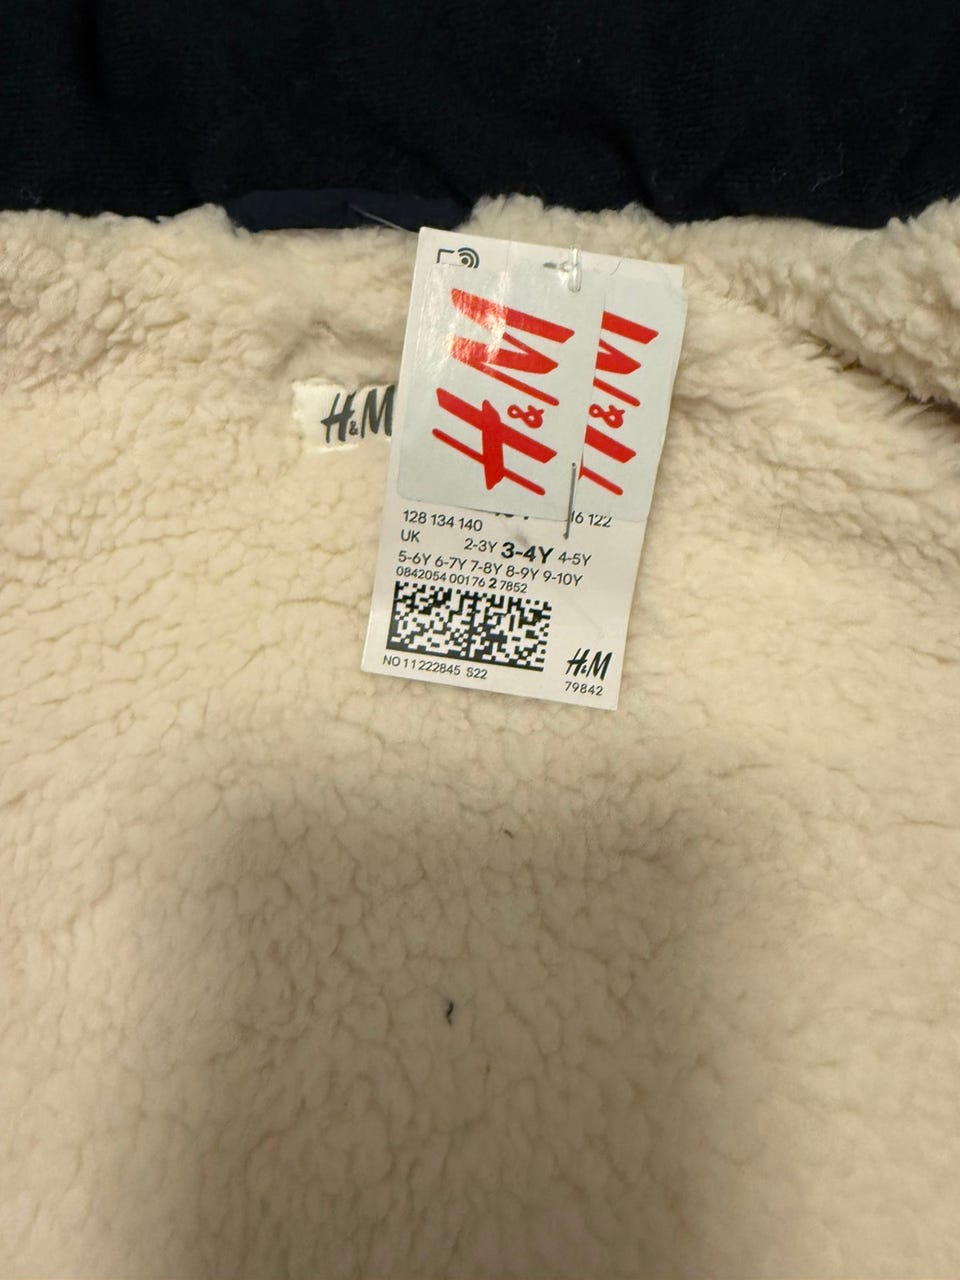 H&M
H&M
H&M
116 122
128 134 140
UK 2-3Y 3-4Y 4-5Y
5-6Y 6-7Y 7-8Y 8-9Y 9-10Y
0842054 00176 2 7852
NO 11222845 S22
H&M
79842